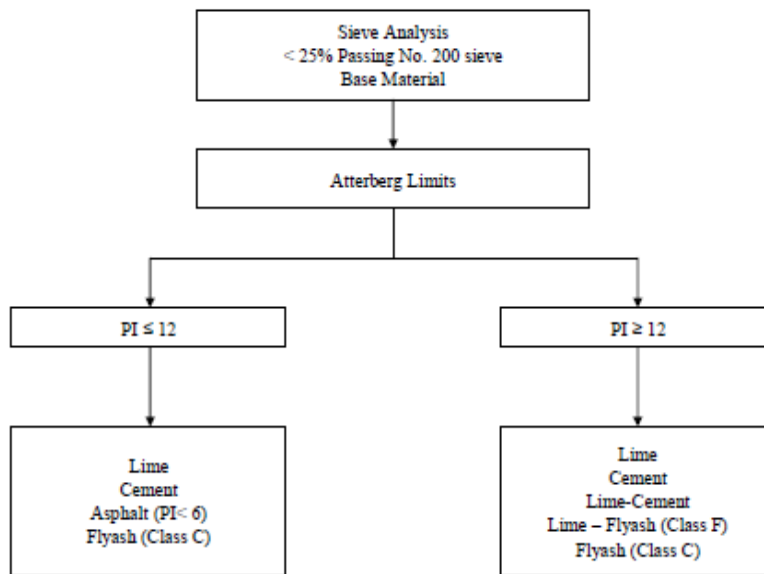 Sieve Analysis
< 25% Passing No. 200 sieve
Base Material
Atterberg Limits
PI ≤ 12
PI ≥ 12
Lime
Cement
Asphalt (PI< 6)
Flyash (Class C)
Lime
Cement
Lime-Cement
Lime – Flyash (Class F)
Flyash (Class C)